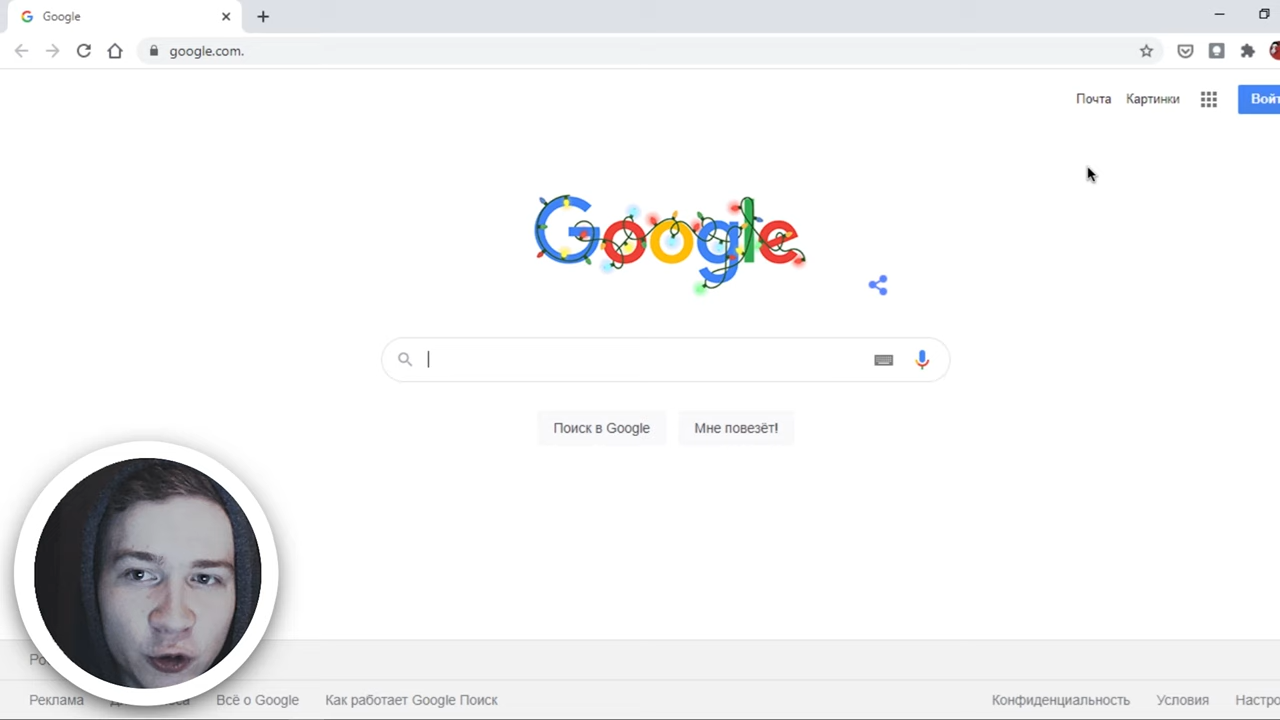 Google
google.com.
Почта Картинки
Google
Поиск в Google Мне повезёт!
Реклама Всё о Google Как работает Google Поиск Конфиденциальность Условия